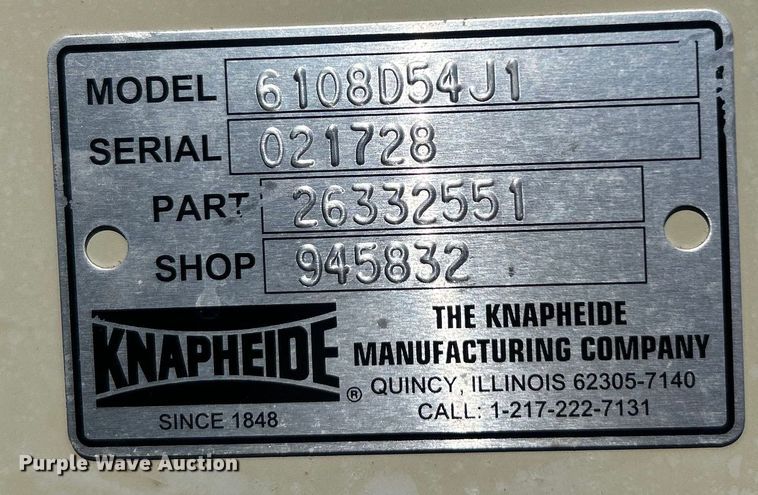 MODEL 6108D54J1
SERIAL 021728
PART 26332551
SHOP 945832
KNAPHEIDE ®
SINCE 1848
THE KNAPHEIDE
MANUFACTURING COMPANY
QUINCY, ILLINOIS 62305-7140
CALL: 1-217-222-7131
Purple Wave Auction